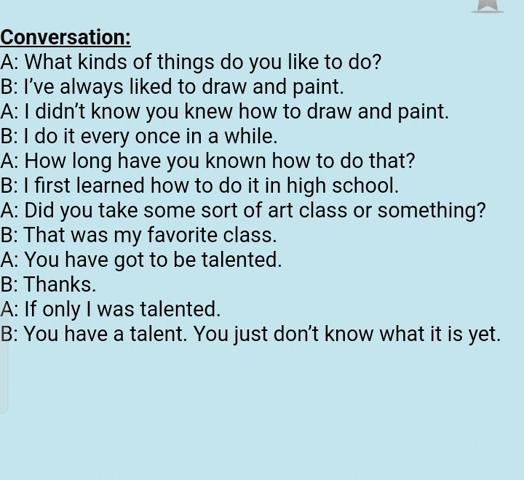 Conversation:
A: What kinds of things do you like to do?
B: I’ve always liked to draw and paint.
A: I didn’t know you knew how to draw and paint.
B: I do it every once in a while.
A: How long have you known how to do that?
B: I first learned how to do it in high school.
A: Did you take some sort of art class or something?
B: That was my favorite class.
A: You have got to be talented.
B: Thanks.
A: If only I was talented.
B: You have a talent. You just don’t know what it is yet.